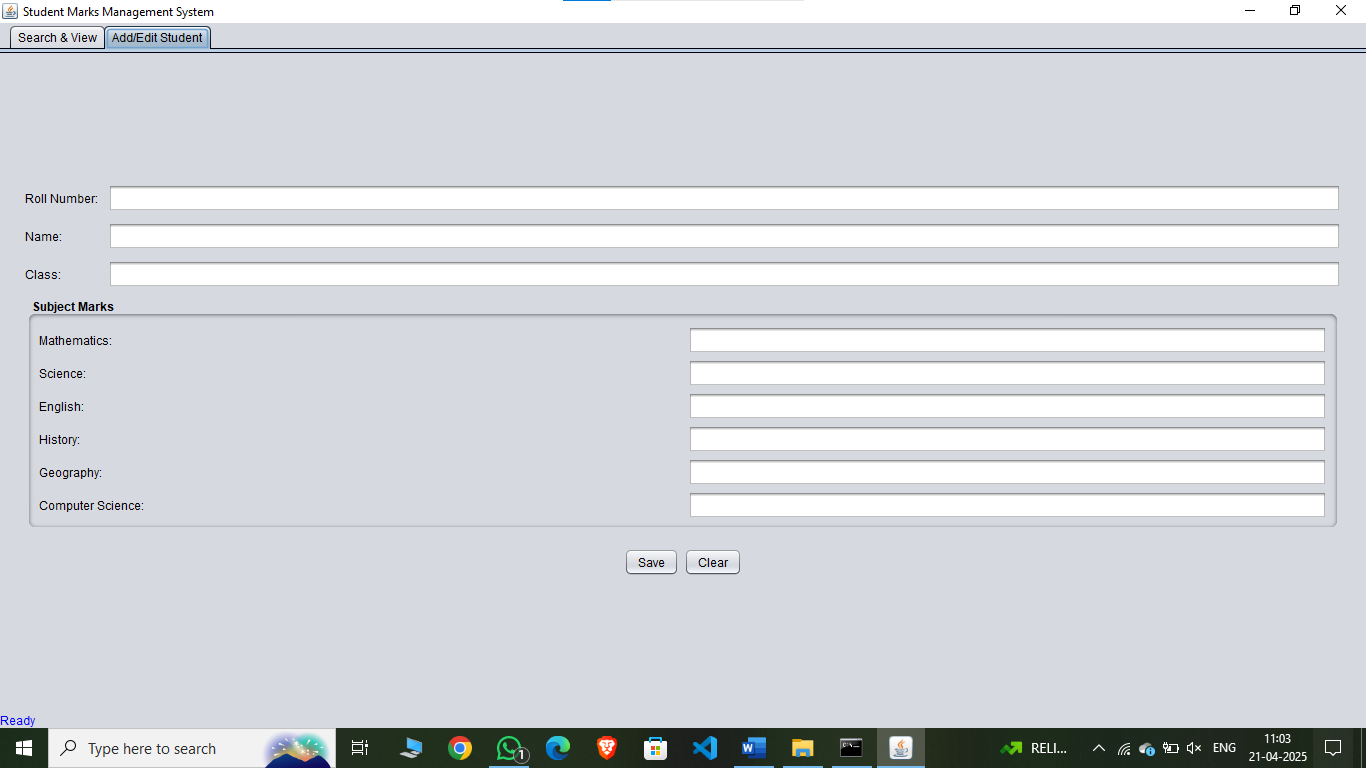 Student Marks Management System
Search & View Add/Edit Student
Roll Number:
Name:
Class:
Subject Marks
Mathematics:
Science:
English:
History:
Geography:
Computer Science:
Save Clear
Ready
Type here to search 1 W RELI... ENG 11:03
21-04-2025